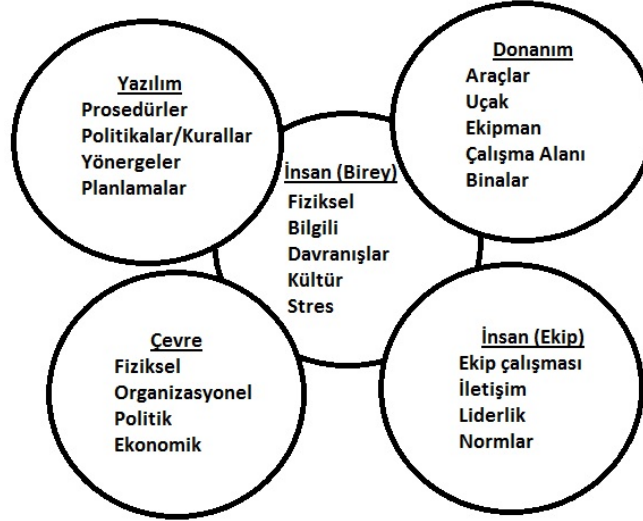 Yazılım
Prosedürler
Politikalar/Kurallar
Yönergeler
Planlamalar
Donanım
Araçlar
Uçak
Ekipman
Çalışma Alanı
Binalar
İnsan (Birey)
Fiziksel
Bilgili
Davranışlar
Kültür
Stres
Çevre
Fiziksel
Organizasyonel
Politik
Ekonomik
İnsan (Ekip)
Ekip çalışması
İletişim
Liderlik
Normlar